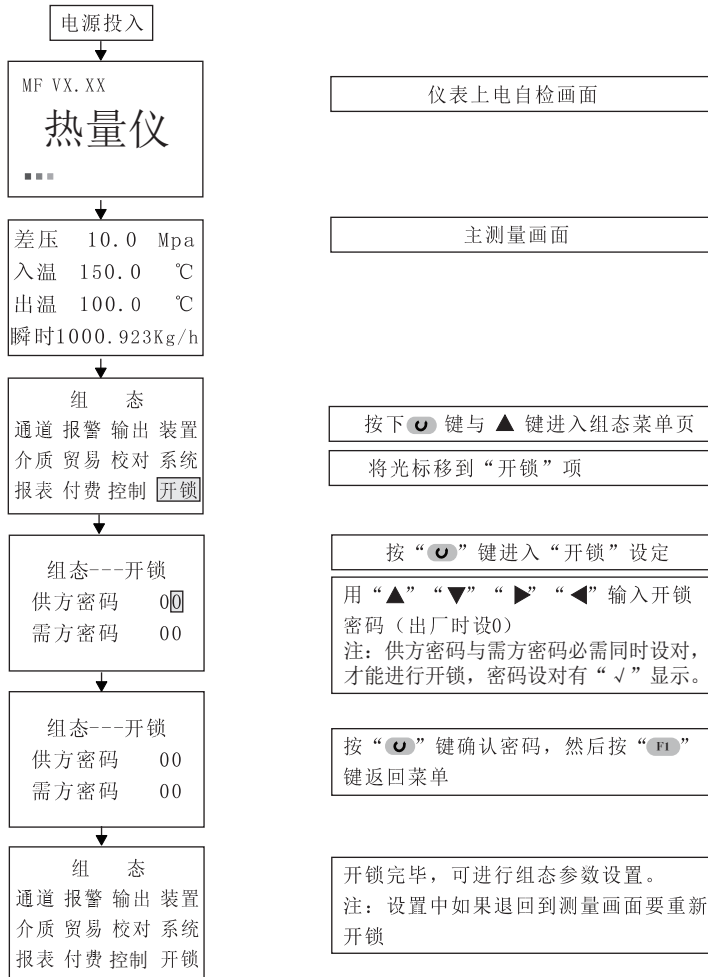 电源投入
MF VX.XX
热量仪
仪表上电自检画面
差压 10.0 Mpa
入温 150.0 ℃
出温 100.0 ℃
瞬时1000.923Kg/h
主测量画面
组 态
通道 报警 输出 装置
介质 贸易 校对 系统
报表 付费 控制 开锁
按下 键与 ▲ 键进入组态菜单页
将光标移到“开锁”项
组态---开锁
供方密码 00
需方密码 00
按“ ”键进入“开锁”设定
用“▲”“▼”“▶”“◀”输入开锁
密码（出厂时设0）
注：供方密码与需方密码必需同时设对，
才能进行开锁，密码设对有“√”显示。
组态---开锁
供方密码 00
需方密码 00
按“ ”键确认密码，然后按“F1”
键返回菜单
组 态
通道 报警 输出 装置
介质 贸易 校对 系统
报表 付费 控制 开锁
开锁完毕，可进行组态参数设置。
注：设置中如果退回到测量画面要重新
开锁